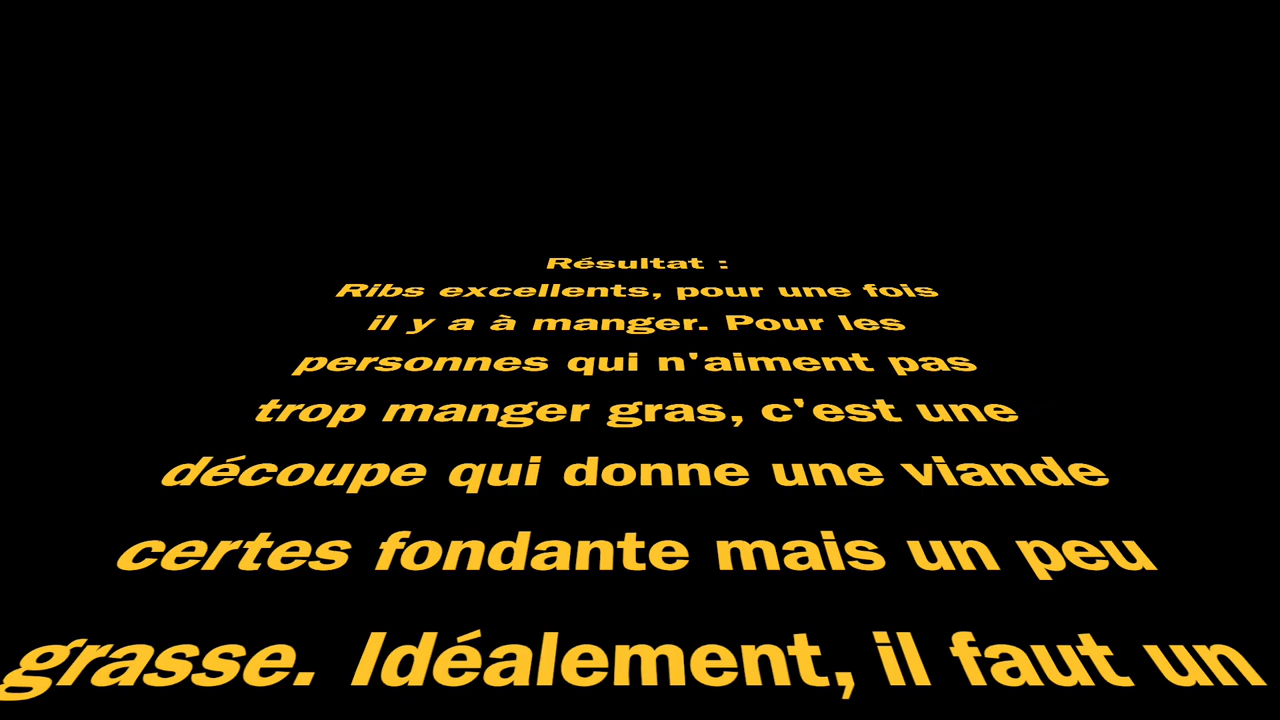 Résultat :
Ribs excellents, pour une fois
il y a à manger. Pour les
personnes qui n'aiment pas
trop manger gras, c'est une
découpe qui donne une viande
certes fondante mais un peu
grasse. Idéalement, il faut un